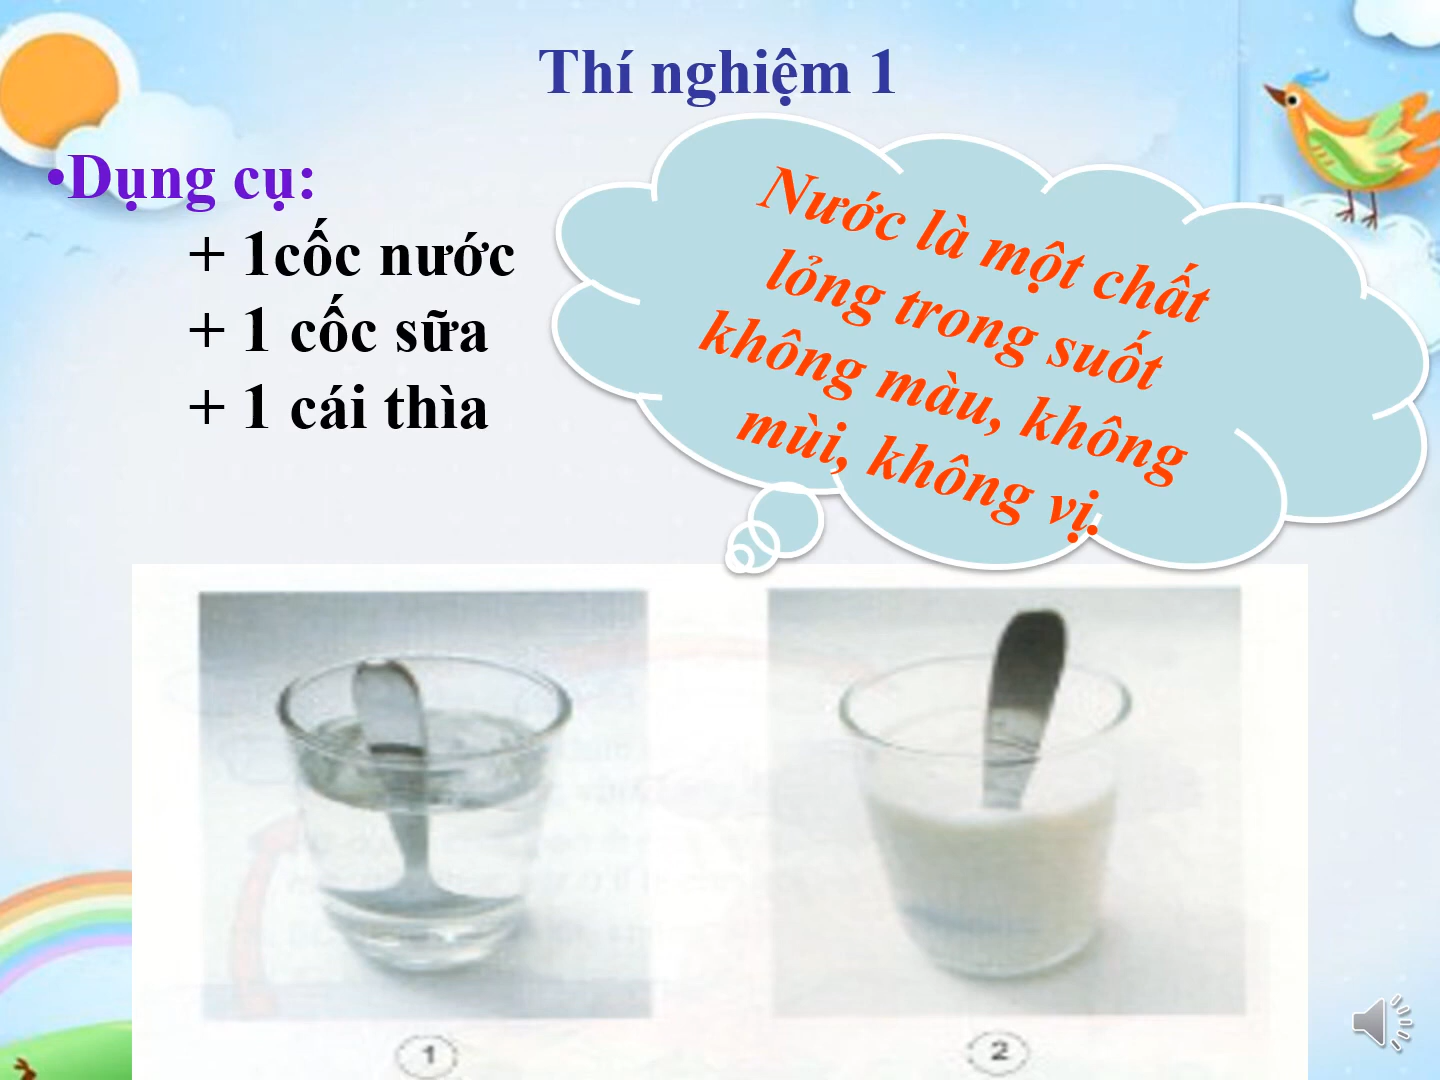 Thí nghiệm 1
•Dụng cụ:
+ 1cốc nước
+ 1 cốc sữa
+ 1 cái thìa
Nước là một chất
lỏng trong suốt
không màu, không
mùi, không vị.
1
2